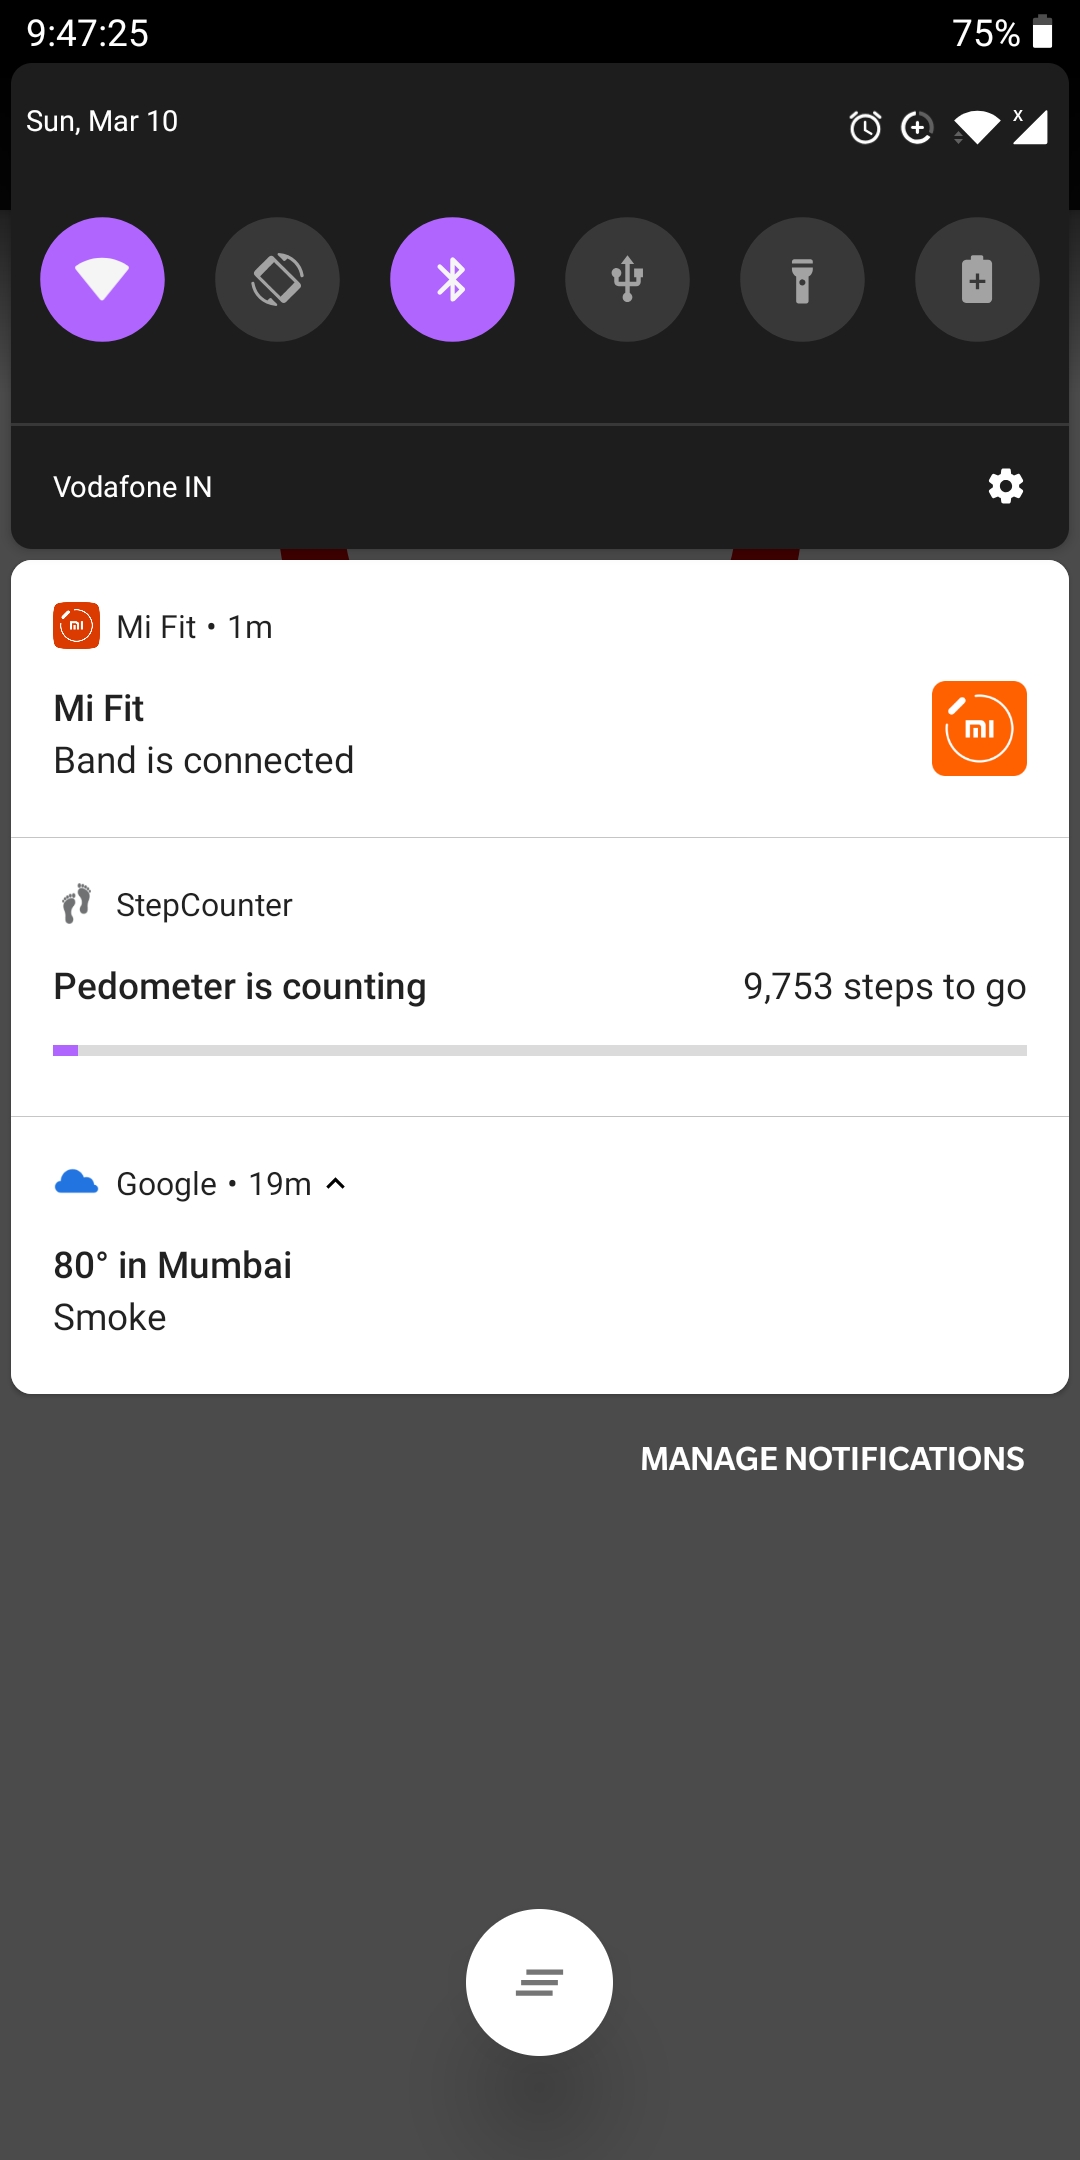 9:47:25 75%
Sun, Mar 10 x
Vodafone IN
Mi Fit • 1m
Mi Fit
Band is connected
StepCounter
Pedometer is counting 9,753 steps to go
Google • 19m
80° in Mumbai
Smoke
MANAGE NOTIFICATIONS